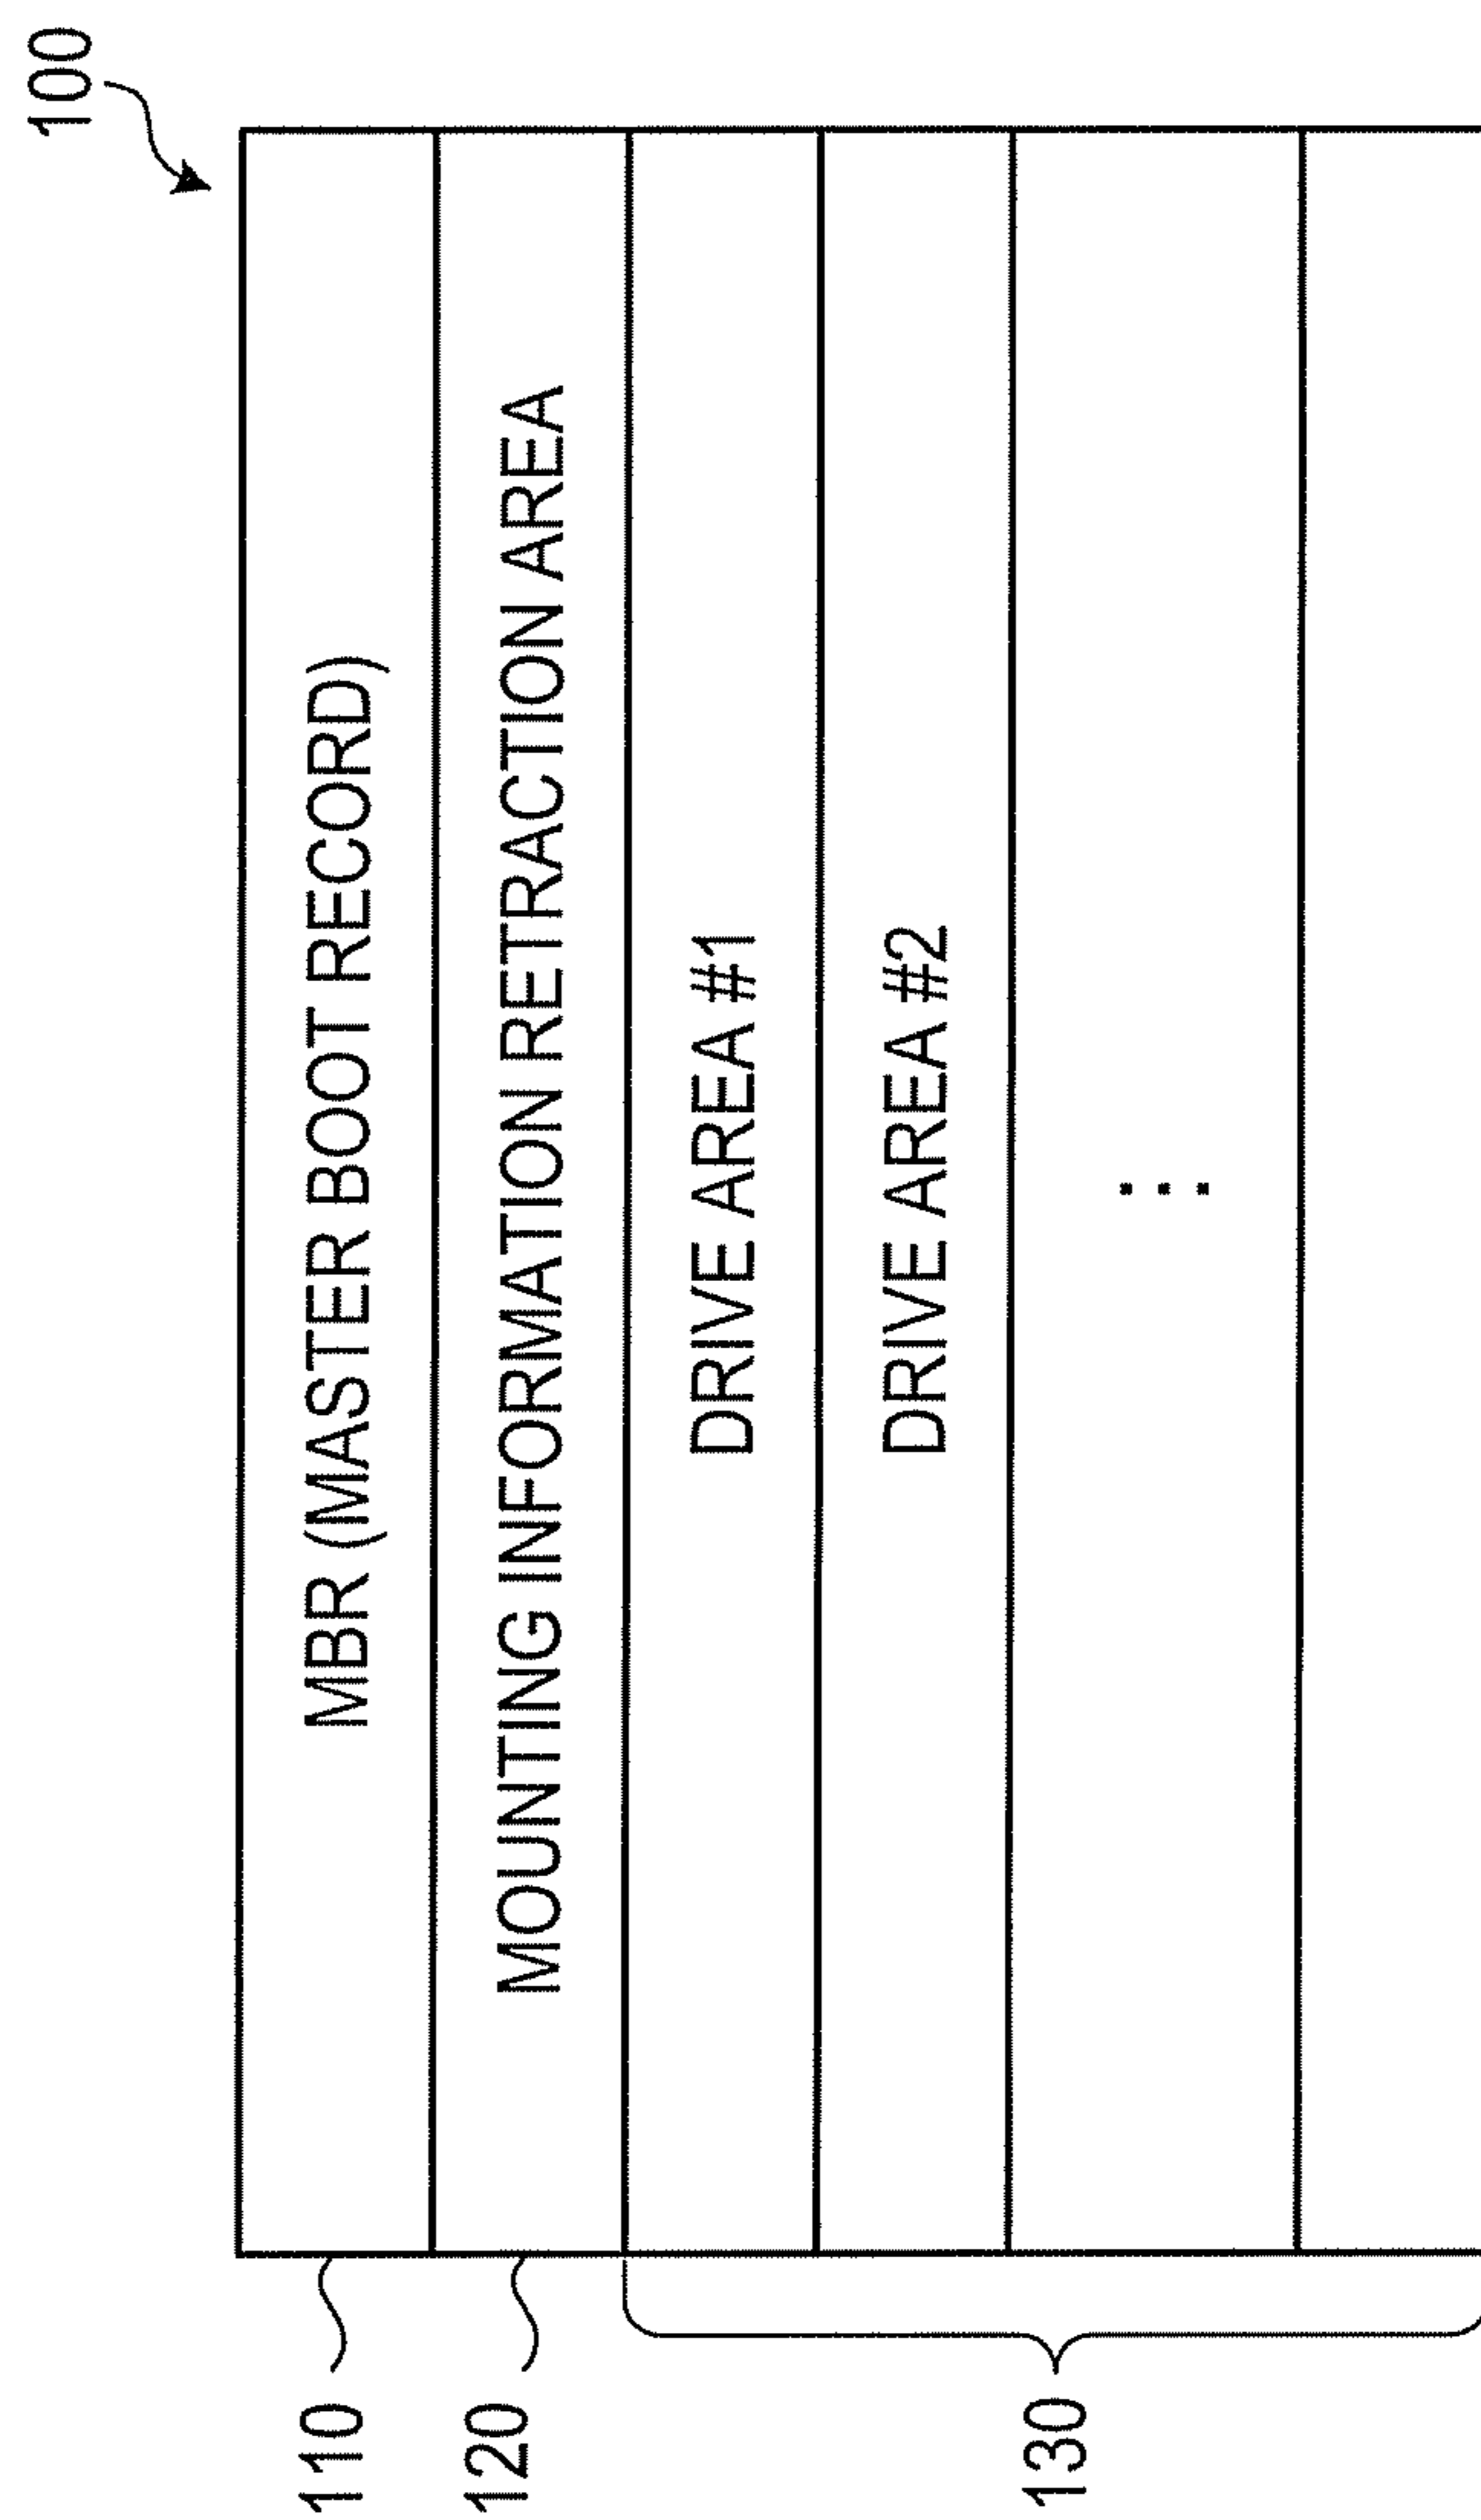 100
110
MBR (MASTER BOOT RECORD)
120
MOUNTING INFORMATION RETRACTION AREA
130
DRIVE AREA #1
DRIVE AREA #2
...